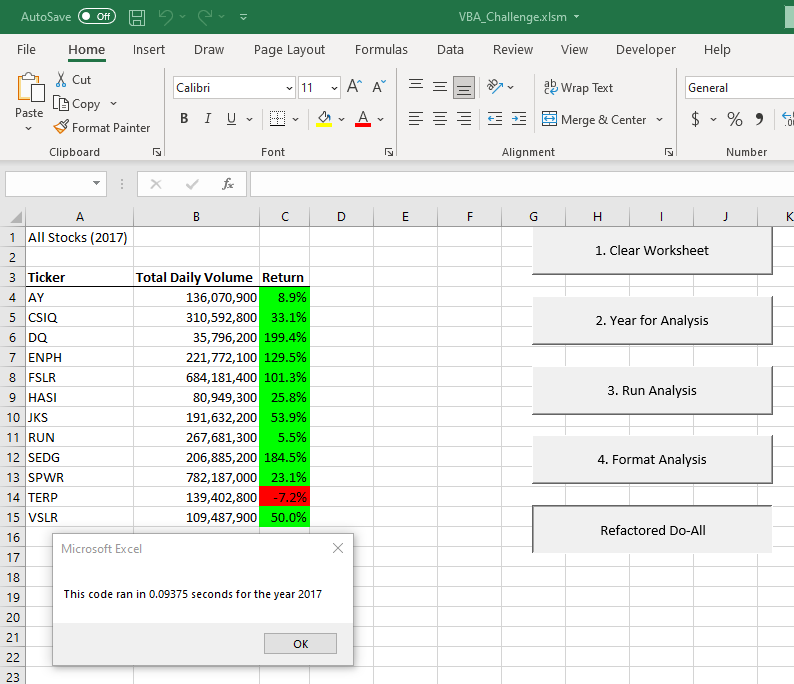 AutoSave Off VBA_Challenge.xlsm
File Home Insert Draw Page Layout Formulas Data Review View Developer Help
Paste
Cut
Copy
Format Painter
Clipboard
Calibri 11 A^ Aˇ
B I U A
Font
ab Wrap Text
Merge & Center
Alignment
General
$ % 9
Number
fx
A B C D E F G H I J K
1 All Stocks (2017)
2
3 Ticker Total Daily Volume Return
4 AY 136,070,900 8.9%
5 CSIQ 310,592,800 33.1%
6 DQ 35,796,200 199.4%
7 ENPH 221,772,100 129.5%
8 FSLR 684,181,400 101.3%
9 HASI 80,949,300 25.8%
10 JKS 191,632,200 53.9%
11 RUN 267,681,300 5.5%
12 SEDG 206,885,200 184.5%
13 SPWR 782,187,000 23.1%
14 TERP 139,402,800 -7.2%
15 VSLR 109,487,900 50.0%
16
17
18
19
20
21
22
23
1. Clear Worksheet
2. Year for Analysis
3. Run Analysis
4. Format Analysis
Refactored Do-All
Microsoft Excel
This code ran in 0.09375 seconds for the year 2017
OK